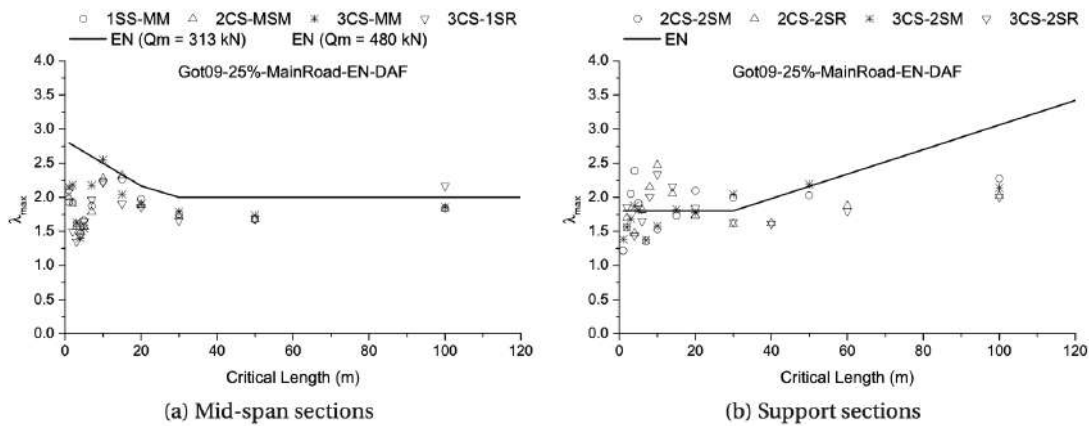 1SS-MM 2CS-MSM 3CS-MM 3CS-1SR
EN (Qm = 313 kN) EN (Qm = 480 kN)
Got09-25%-MainRoad-EN-DAF
4.0
3.5
3.0
2.5
2.0
1.5
1.0
0.5
0.0
λmax
0 20 40 60 80 100 120
Critical Length (m)
(a) Mid-span sections
2CS-2SM 2CS-2SR 3CS-2SM 3CS-2SR
EN
Got09-25%-MainRoad-EN-DAF
4.0
3.5
3.0
2.5
2.0
1.5
1.0
0.5
0.0
λmax
0 20 40 60 80 100 120
Critical Length (m)
(b) Support sections